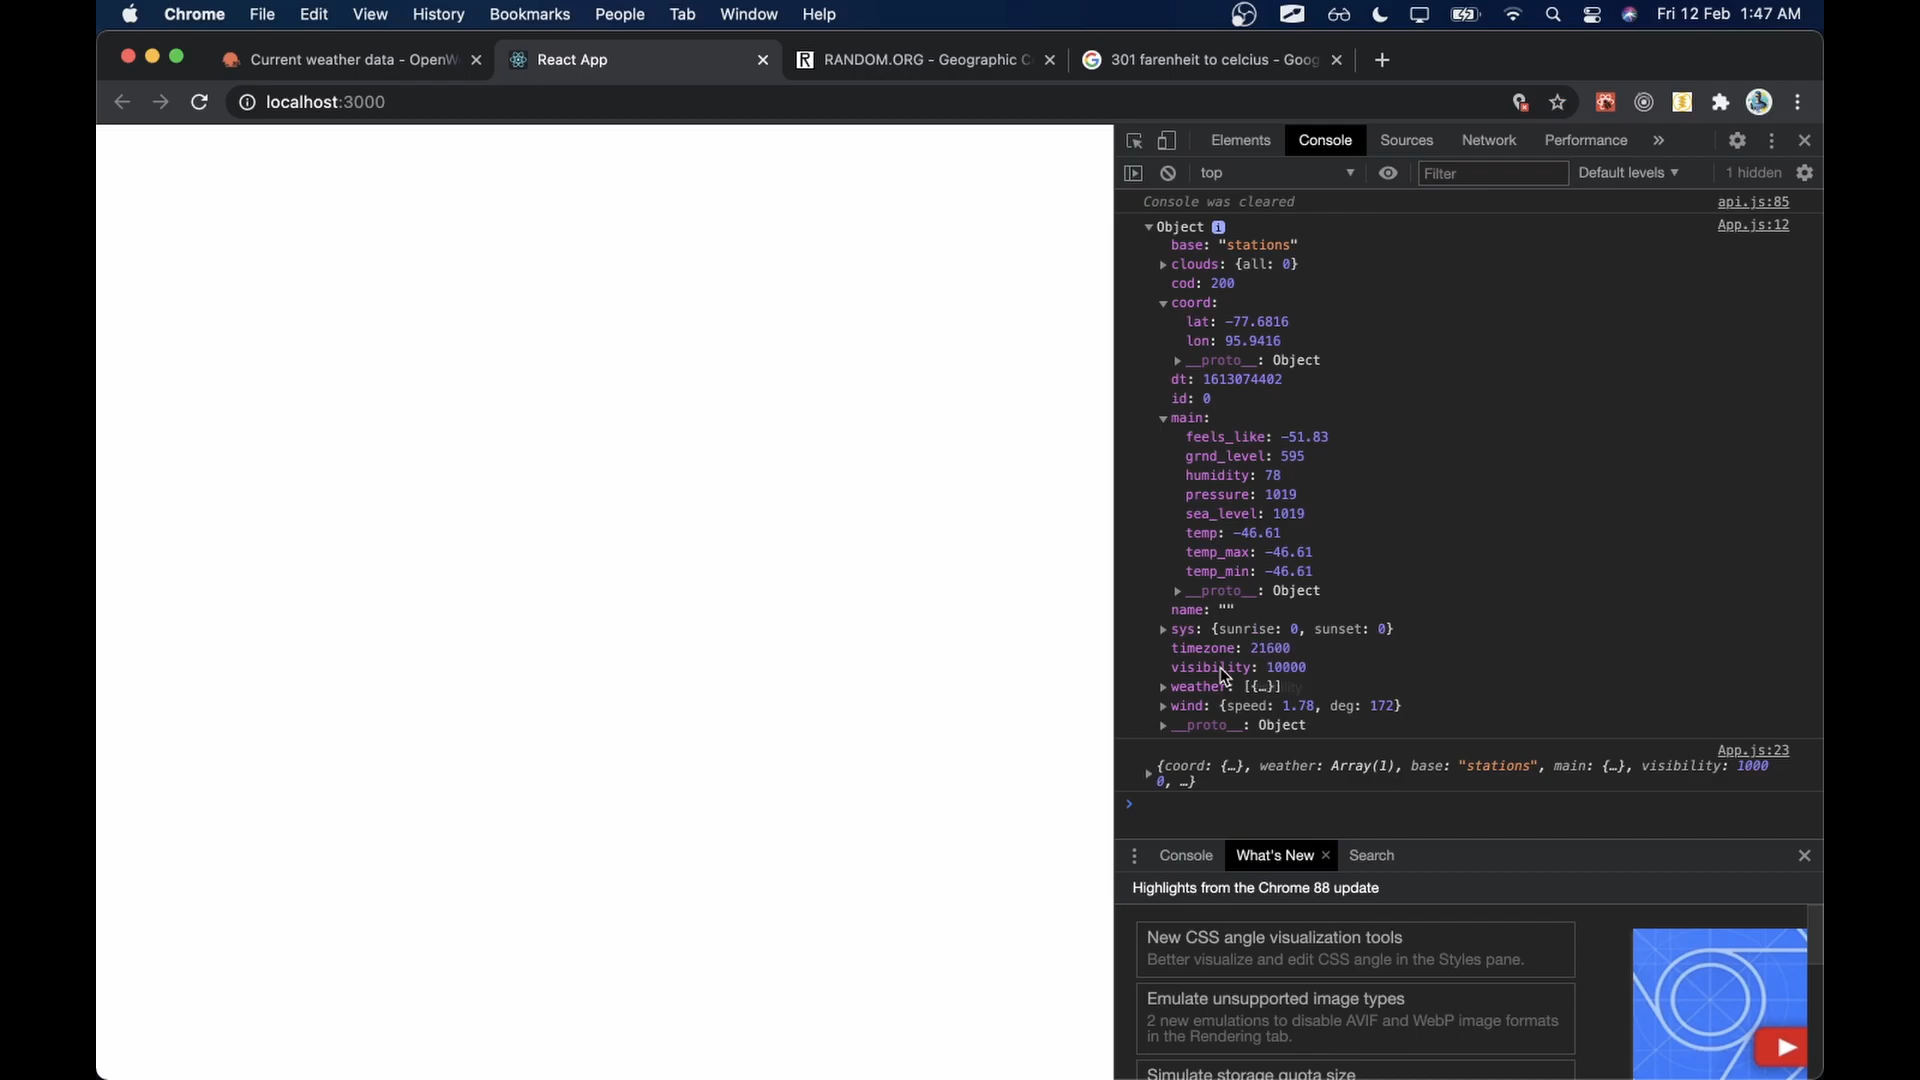 Chrome File Edit View History Bookmarks People Tab Window Help Fri 12 Feb 1:47 AM
Current weather data - OpenW React App RANDOM.ORG - Geographic C 301 farenheit to celcius - Goog
localhost:3000
Elements Console Sources Network Performance
top Filter Default levels 1 hidden
Console was cleared api.js:85
Object i App.js:12
base: "stations"
clouds: {all: 0}
cod: 200
coord:
lat: -77.6816
lon: 95.9416
__proto__: Object
dt: 1613074402
id: 0
main:
feels_like: -51.83
grnd_level: 595
humidity: 78
pressure: 1019
sea_level: 1019
temp: -46.61
temp_max: -46.61
temp_min: -46.61
__proto__: Object
name: ""
sys: {sunrise: 0, sunset: 0}
timezone: 21600
visibility: 10000
weather: [{…}]
wind: {speed: 1.78, deg: 172}
__proto__: Object
App.js:23
{coord: {…}, weather: Array(1), base: "stations", main: {…}, visibility: 1000
0, …}
Console What's New Search
Highlights from the Chrome 88 update
New CSS angle visualization tools
Better visualize and edit CSS angle in the Styles pane.
Emulate unsupported image types
2 new emulations to disable AVIF and WebP image formats
in the Rendering tab.
Simulate storage quota size